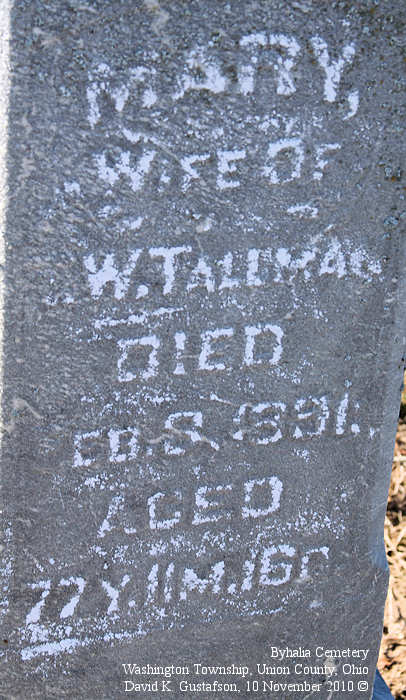 MARY,
WIFE OF
W. TALLMAN
DIED
EB. 8, 1891.
AGED
77 Y. 11 M. 16 D
Byhalia Cemetery
Washington Township, Union County, Ohio
David K. Gustafson, 10 November 2010 ©